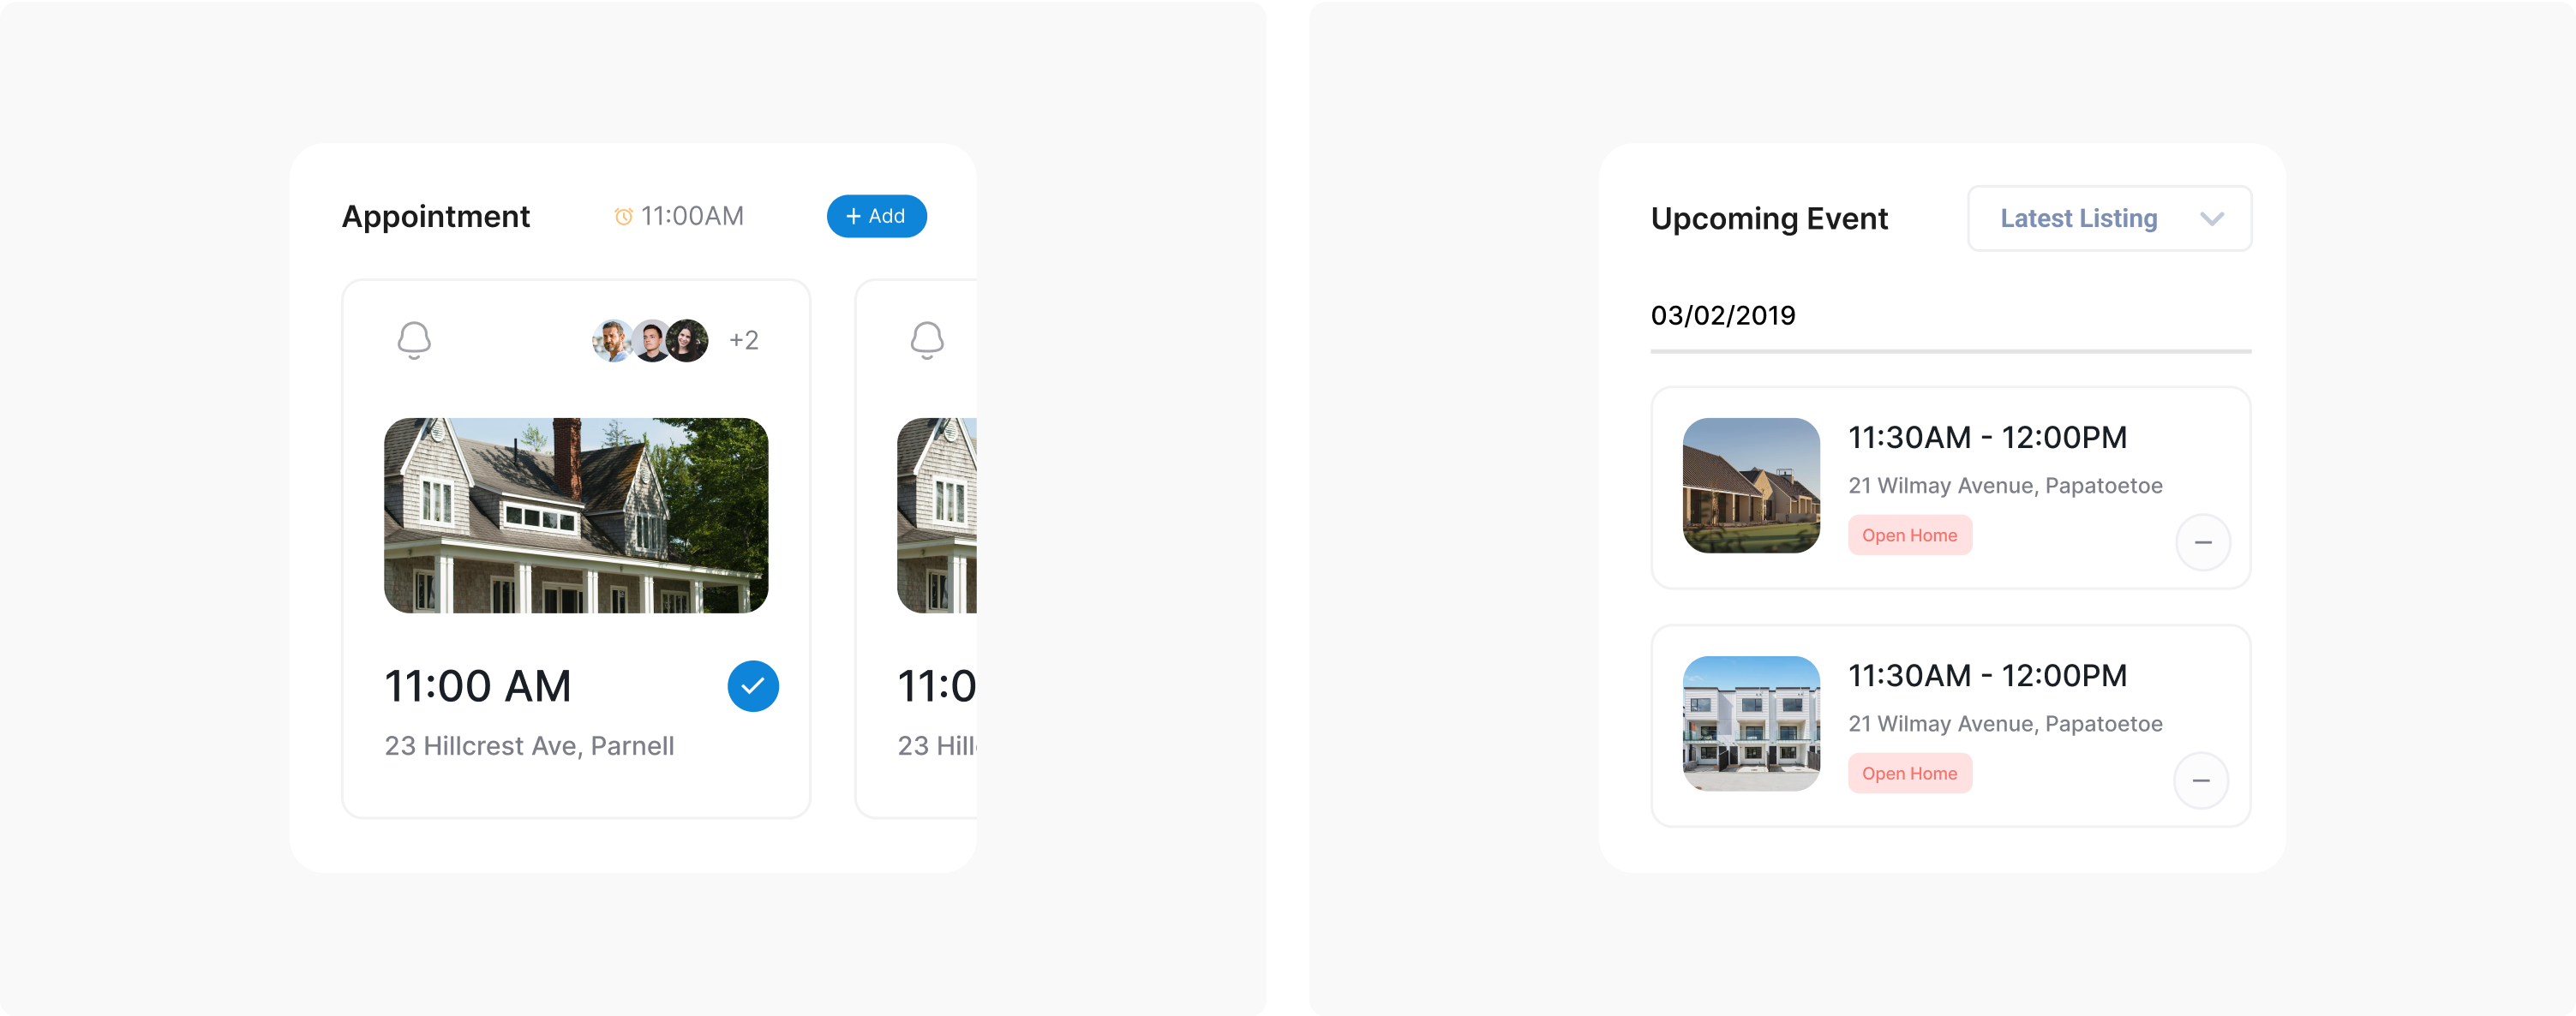 Appointment
11:00AM
+ Add
+2
11:00 AM
23 Hillcrest Ave, Parnell
11:0
23 Hill
Upcoming Event
Latest Listing
03/02/2019
11:30AM - 12:00PM
21 Wilmay Avenue, Papatoetoe
Open Home
11:30AM - 12:00PM
21 Wilmay Avenue, Papatoetoe
Open Home